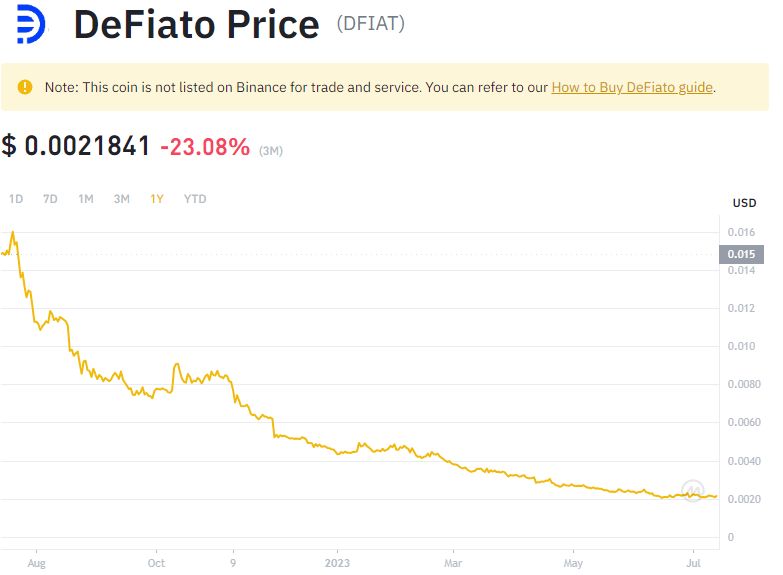 DeFiato Price (DFIAT)
Note: This coin is not listed on Binance for trade and service. You can refer to our How to Buy DeFiato guide.
$ 0.0021841 -23.08% (3M)
1D 7D 1M 3M 1Y YTD
USD
0.016
0.015
0.014
0.012
0.010
0.0080
0.0060
0.0040
0.0020
0
Aug Oct 9 2023 Mar May Jul